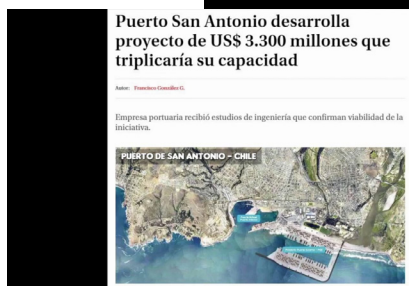 Puerto San Antonio desarrolla
proyecto de US$ 3.300 millones que
triplicaría su capacidad
Autor: Francisco González G.
Empresa portuaria recibió estudios de ingeniería que confirman viabilidad de la
iniciativa.
PUERTO DE SAN ANTONIO - CHILE